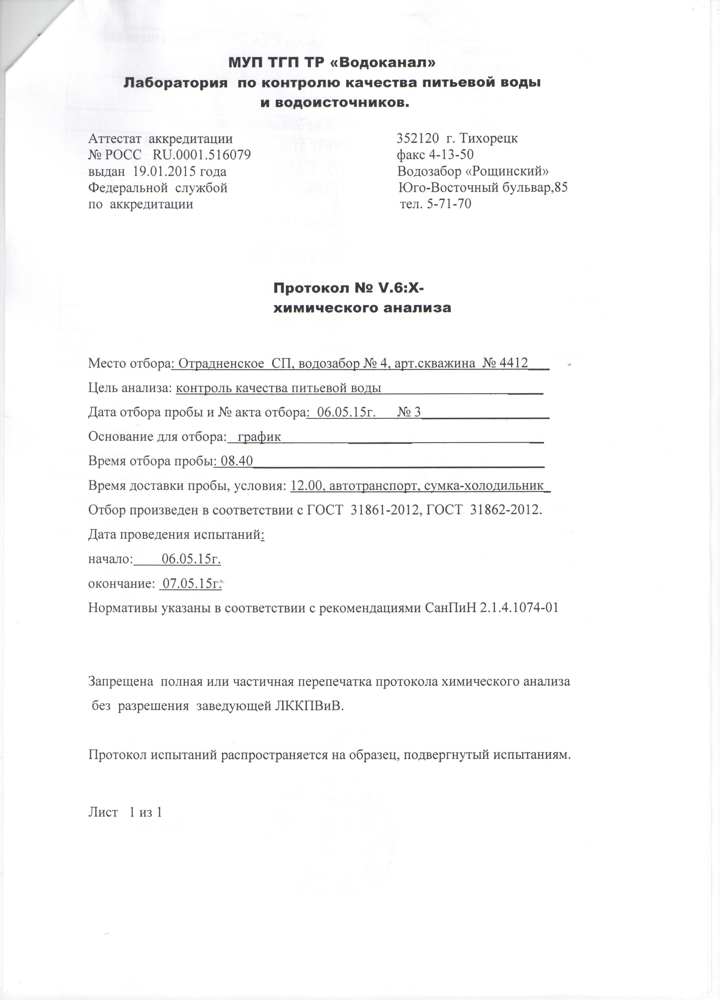 МУП ТГП ТР «Водоканал»
Лаборатория по контролю качества питьевой воды
и водоисточников.
Аттестат аккредитации
№ РОСС RU.0001.516079
выдан 19.01.2015 года
Федеральной службой
по аккредитации
352120 г. Тихорецк
факс 4-13-50
Водозабор «Рощинский»
Юго-Восточный бульвар,85
тел. 5-71-70
Протокол № V.6:X-
химического анализа
Место отбора: Отрадненское СП, водозабор № 4, арт.скважина № 4412
Цель анализа: контроль качества питьевой воды
Дата отбора пробы и № акта отбора: 06.05.15г. № 3
Основание для отбора: график
Время отбора пробы: 08.40
Время доставки пробы, условия: 12.00, автотранспорт, сумка-холодильник
Отбор произведен в соответствии с ГОСТ 31861-2012, ГОСТ 31862-2012.
Дата проведения испытаний:
начало: 06.05.15г.
окончание: 07.05.15г.
Нормативы указаны в соответствии с рекомендациями СанПиН 2.1.4.1074-01
Запрещена полная или частичная перепечатка протокола химического анализа
без разрешения заведующей ЛККПВиВ.
Протокол испытаний распространяется на образец, подвергнутый испытаниям.
Лист 1 из 1